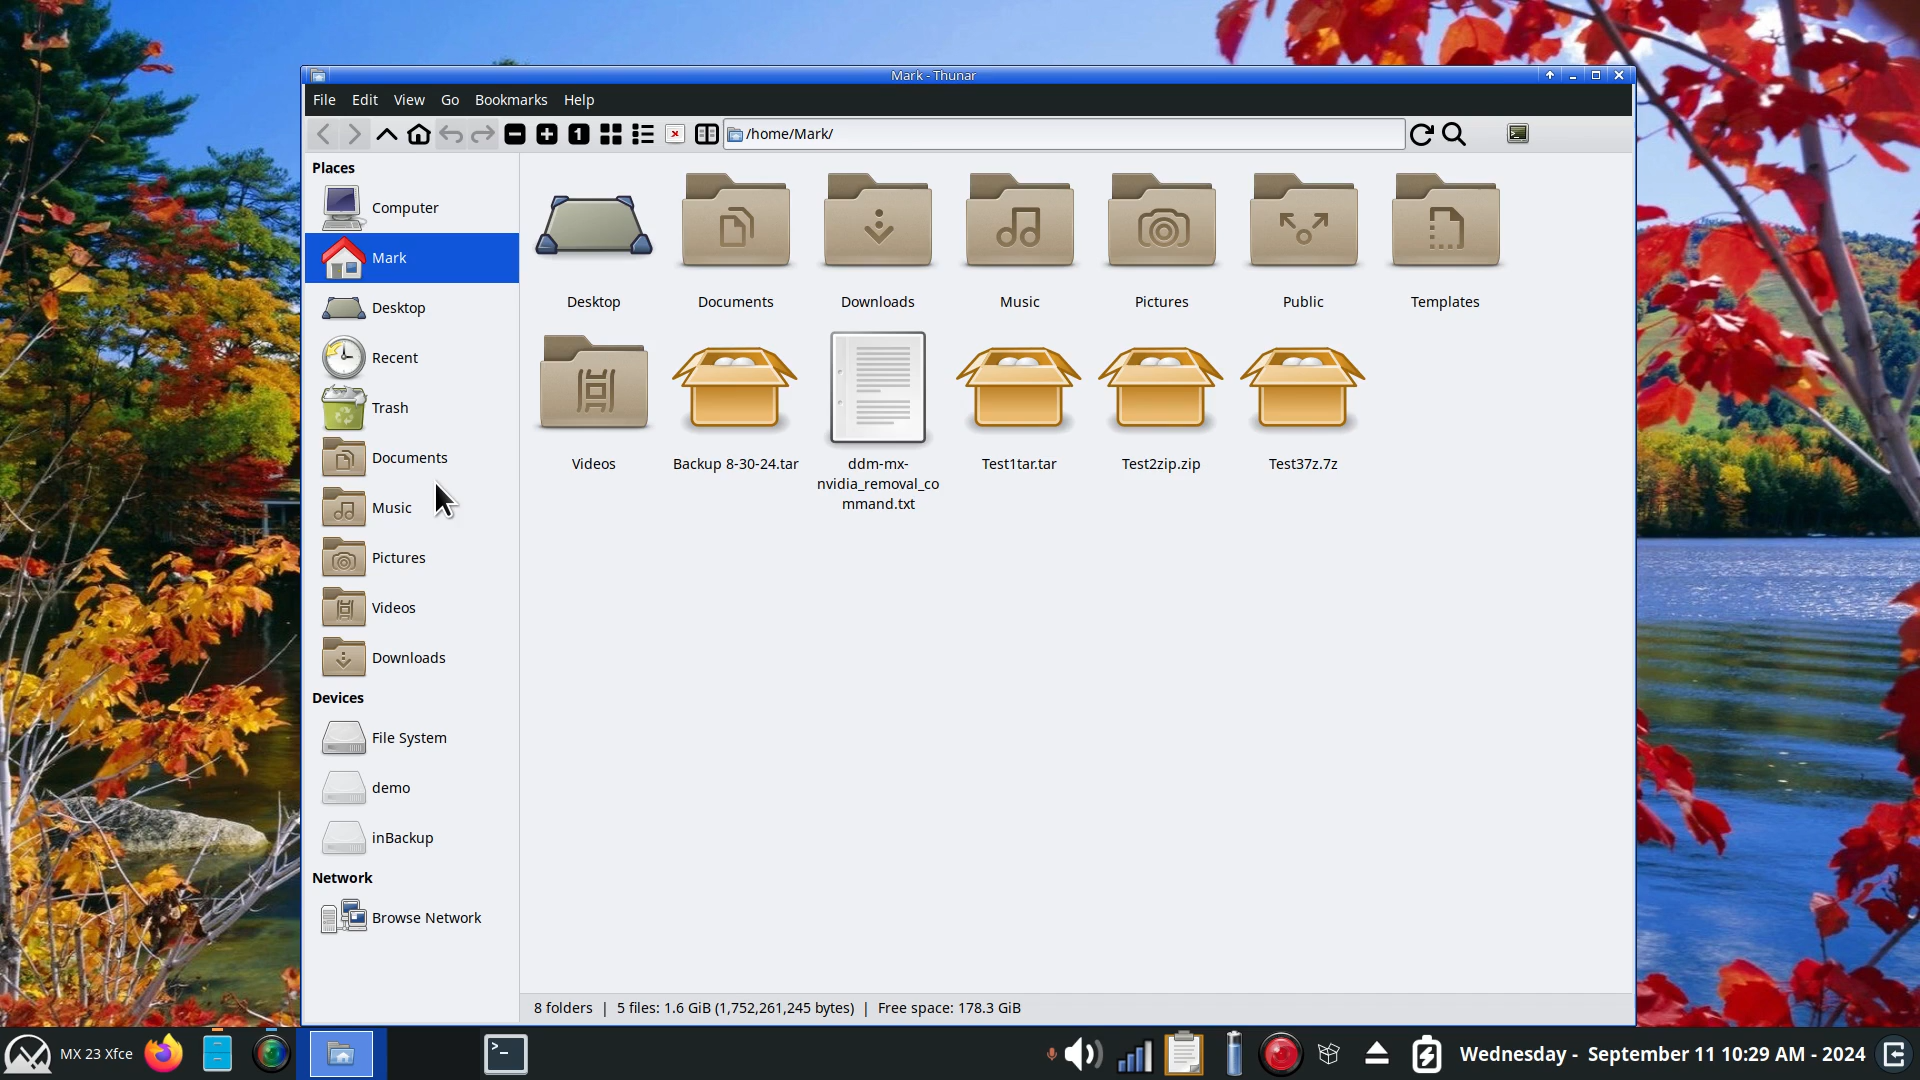 Mark - Thunar
File Edit View Go Bookmarks Help
1 /home/Mark/
Places
Computer
Mark
Desktop
Recent
Trash
Documents
Music
Pictures
Videos
Downloads
Devices
File System
demo
inBackup
Network
Browse Network
Desktop Documents Downloads Music Pictures Public Templates
Videos Backup 8-30-24.tar ddm-mx- Test1tar.tar Test2zip.zip Test37z.7z
nvidia_removal_co
mmand.txt
8 folders | 5 files: 1.6 GiB (1,752,261,245 bytes) | Free space: 178.3 GiB
MX 23 Xfce >_ Wednesday - September 11 10:29 AM - 2024